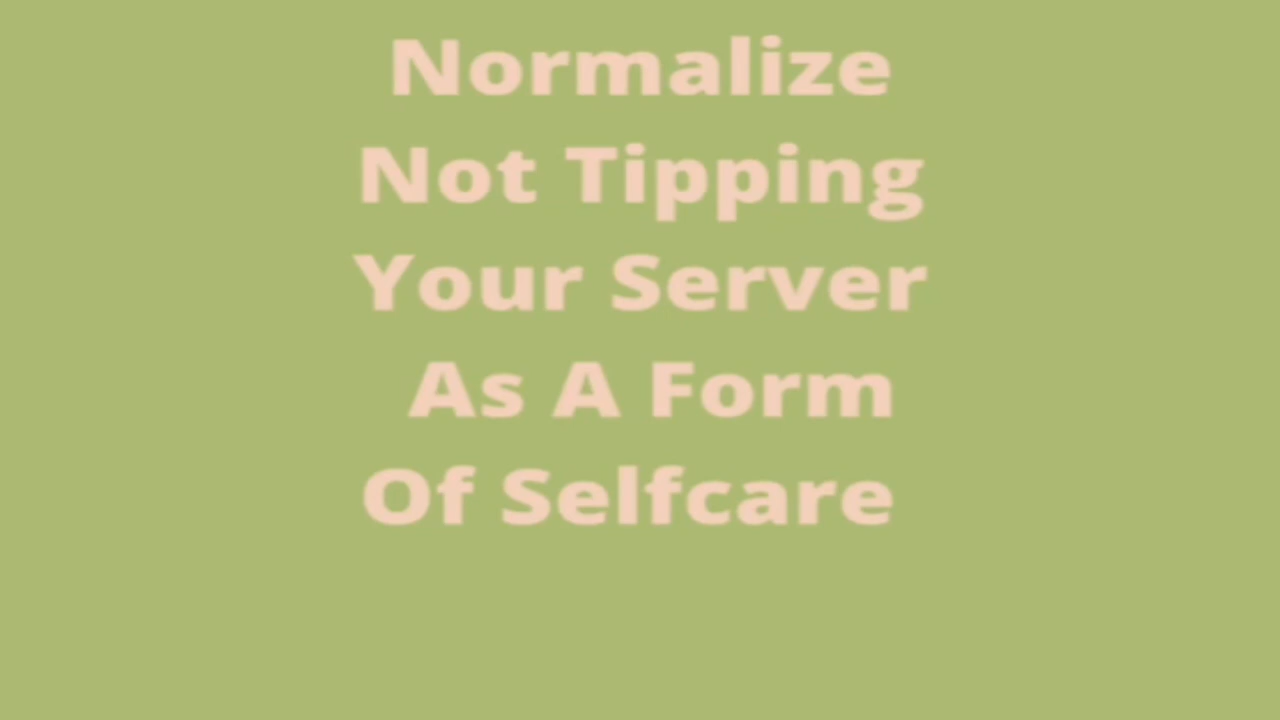 Normalize
Not Tipping
Your Server
As A Form
Of Selfcare